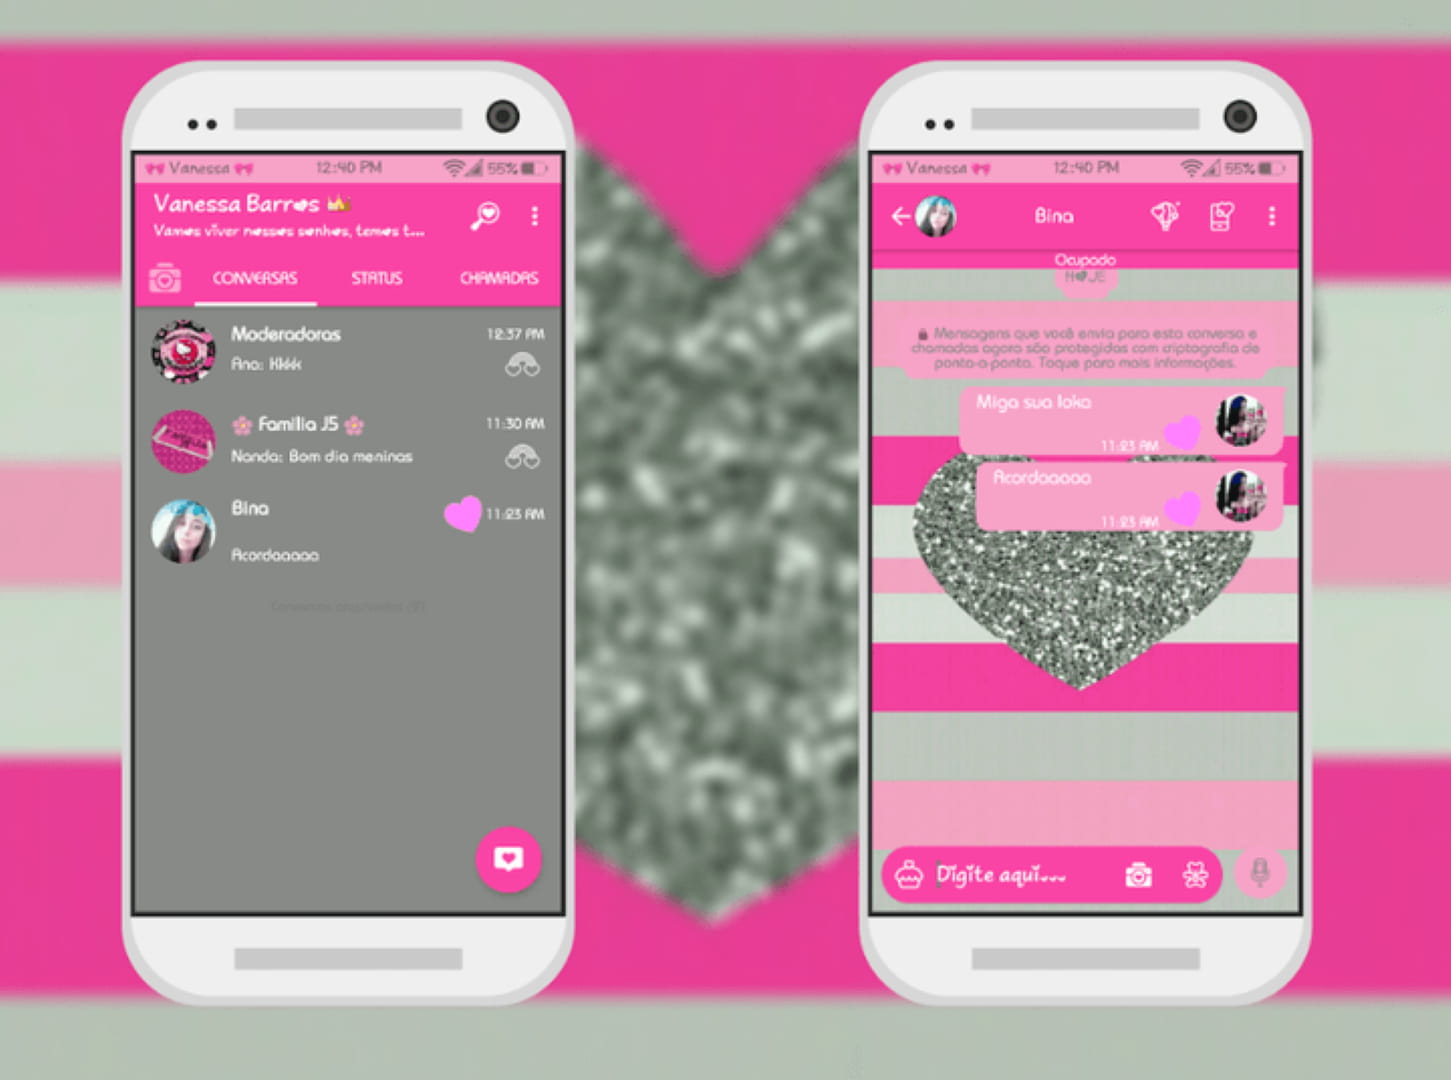 Vanessa
12:40 PM
55%
Vanessa Barros
Vamos viver nossos sonhos, temos t...
CONVERSAS
STATUS
CHAMADAS
Moderadoras
12:37 PM
Ana: Kkkk
Familia J5
11:30 AM
Nanda: Bom dia meninas
Bina
11:23 AM
Acordaaaaa
Vanessa
12:40 PM
55%
Bina
Ocupado
HOJE
Mensagens que você envia para esta conversa e
chamadas agora são protegidas com criptografia de
ponta-a-ponta. Toque para mais informações.
Miga sua loka
11:23 AM
Acordaaaaa
11:23 AM
Digite aqui...